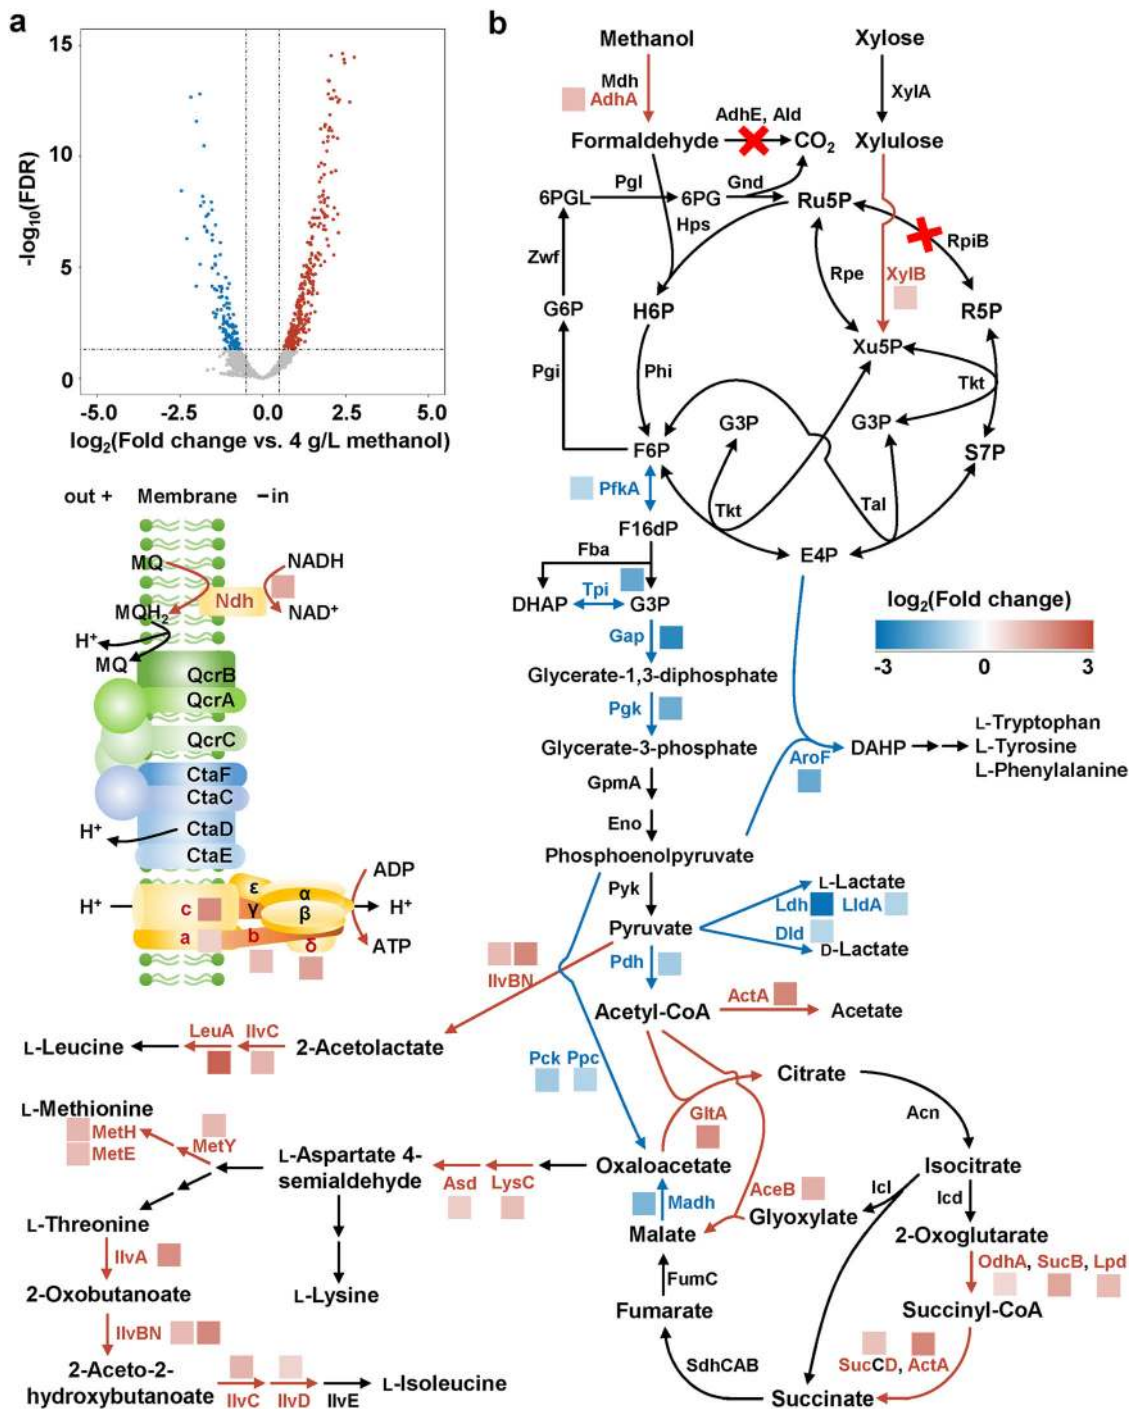 a
15
10
5
0
-log10(FDR)
-5.0 -2.5 0.0 2.5 5.0
log2(Fold change vs. 4 g/L methanol)
out + Membrane −in
MQ
NADH
Ndh
MQH2
NAD+
H+
MQ
QcrB
QcrA
QcrC
CtaF
CtaC
CtaD
H+
CtaE
ADP
ε
α
H+
c
γ
H+
β
a
b
δ
ATP
b
Methanol
Xylose
Mdh
AdhA
XylA
AdhE, Ald
Formaldehyde
CO2
Xylulose
6PGL
Pgl
6PG
Gnd
Ru5P
Hps
RpiB
Zwf
Rpe
XylB
G6P
H6P
R5P
Xu5P
Pgi
Phi
Tkt
G3P
G3P
F6P
S7P
PfkA
Tkt
Tal
F16dP
Fba
E4P
Tpi
DHAP
G3P
log2(Fold change)
-3 0 3
Gap
Glycerate-1,3-diphosphate
Pgk
Glycerate-3-phosphate
DAHP
L-Tryptophan
L-Tyrosine
L-Phenylalanine
AroF
GpmA
Eno
Phosphoenolpyruvate
Pyk
L-Lactate
Ldh LldA
Pyruvate
Dld
D-Lactate
Pdh
IlvBN
ActA
Acetyl-CoA
Acetate
LeuA IlvC
L-Leucine
2-Acetolactate
Pck Ppc
Citrate
GltA
Acn
L-Methionine
MetH
MetE
MetY
L-Aspartate 4-
semialdehyde
Asd LysC
Oxaloacetate
Isocitrate
AceB
Icl
Icd
Madh
Glyoxylate
L-Threonine
Malate
2-Oxoglutarate
IlvA
OdhA, SucB, Lpd
2-Oxobutanoate
L-Lysine
FumC
Fumarate
Succinyl-CoA
IlvBN
SucCD, ActA
2-Aceto-2-
hydroxybutanoate
SdhCAB
L-Isoleucine
IlvC IlvD IlvE
Succinate